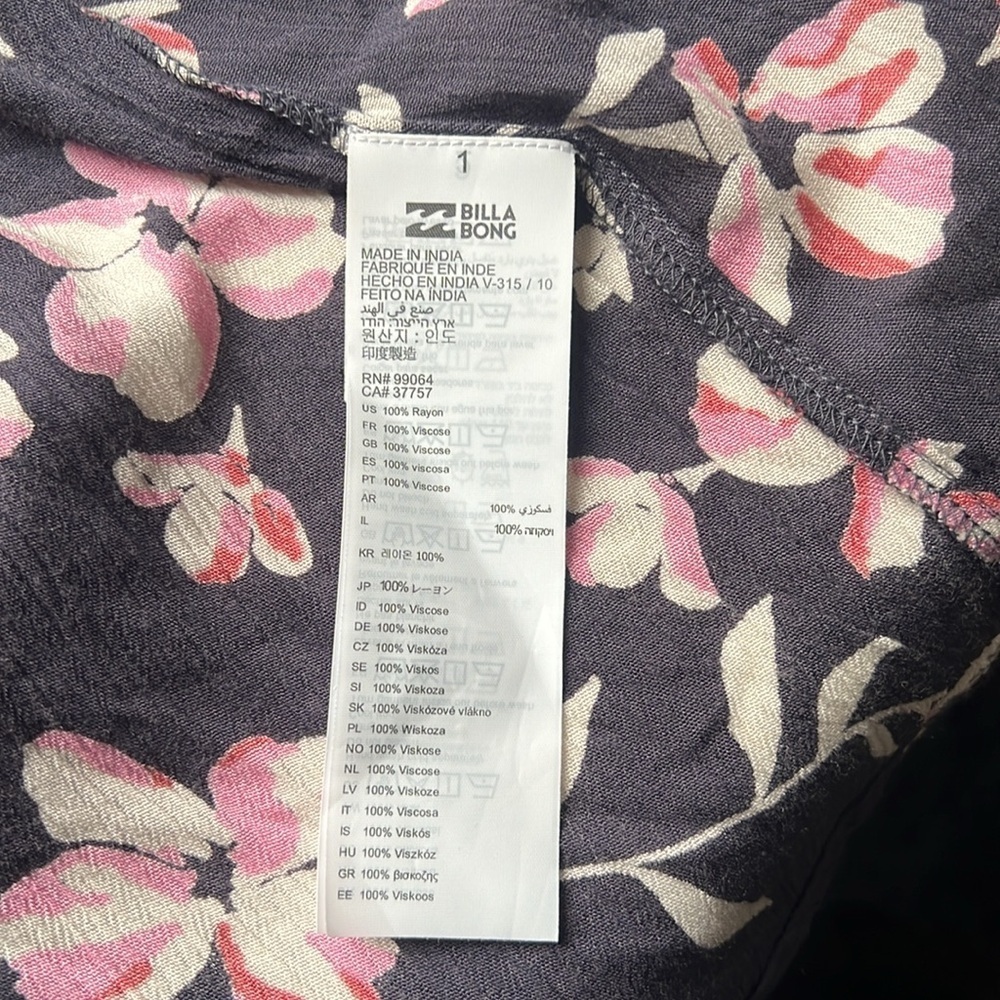 1
BILLA
BONG
MADE IN INDIA
FABRIQUÉ EN INDE
HECHO EN INDIA V-315 / 10
FEITO NA ÍNDIA
صنع في الهند
ארץ הייצור: הודו
원산지 : 인도
印度製造
RN# 99064
CA# 37757
US 100% Rayon
FR 100% Viscose
GB 100% Viscose
ES 100% viscosa
PT 100% Viscose
AR 100% فسكوزي
IL 100% ויסקוזה
KR 레이온 100%
JP 100% レーヨン
ID 100% Viscose
DE 100% Viskose
CZ 100% Viskóza
SE 100% Viskos
SI 100% Viskoza
SK 100% Viskózové vlákno
PL 100% Wiskoza
NO 100% Viskose
NL 100% Viscose
LV 100% Viskoze
IT 100% Viscosa
IS 100% Viskós
HU 100% Viszkóz
GR 100% βισκοζης
EE 100% Viskoos